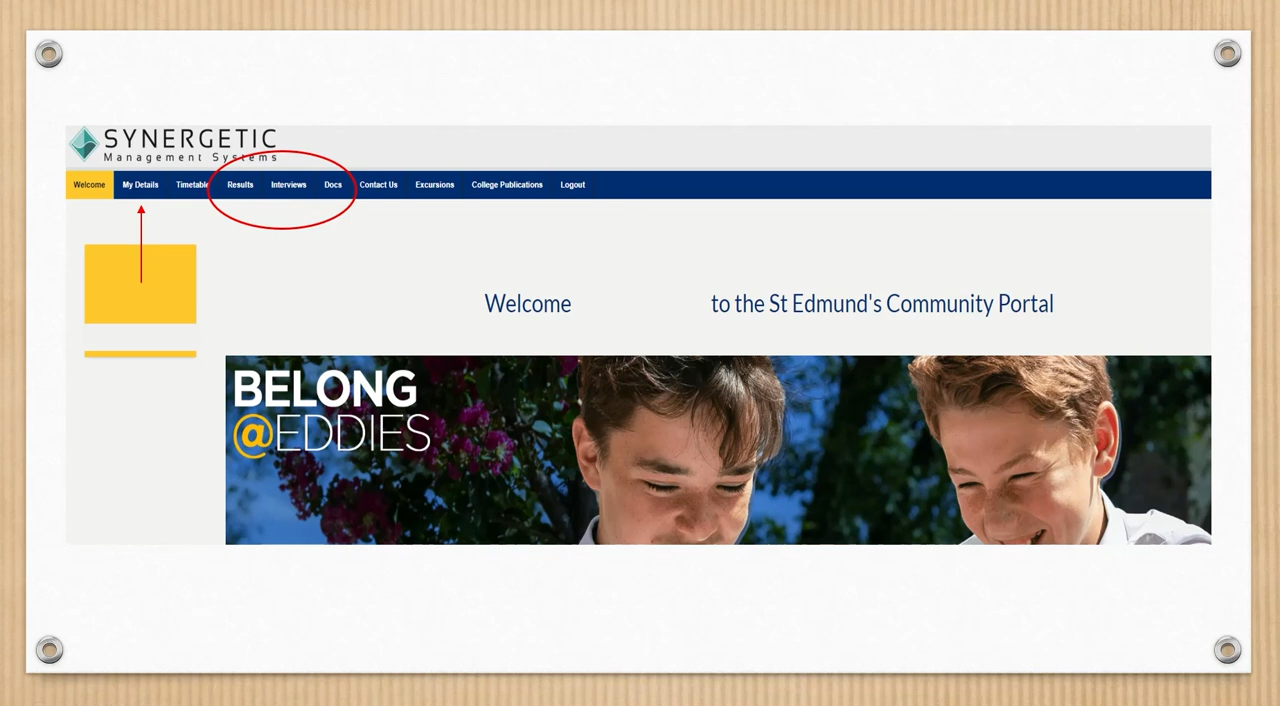 SYNERGETIC
Management Systems
Welcome My Details Timetable Results Interviews Docs Contact Us Excursions College Publications Logout
Welcome to the St Edmund's Community Portal
BELONG
@EDDIES